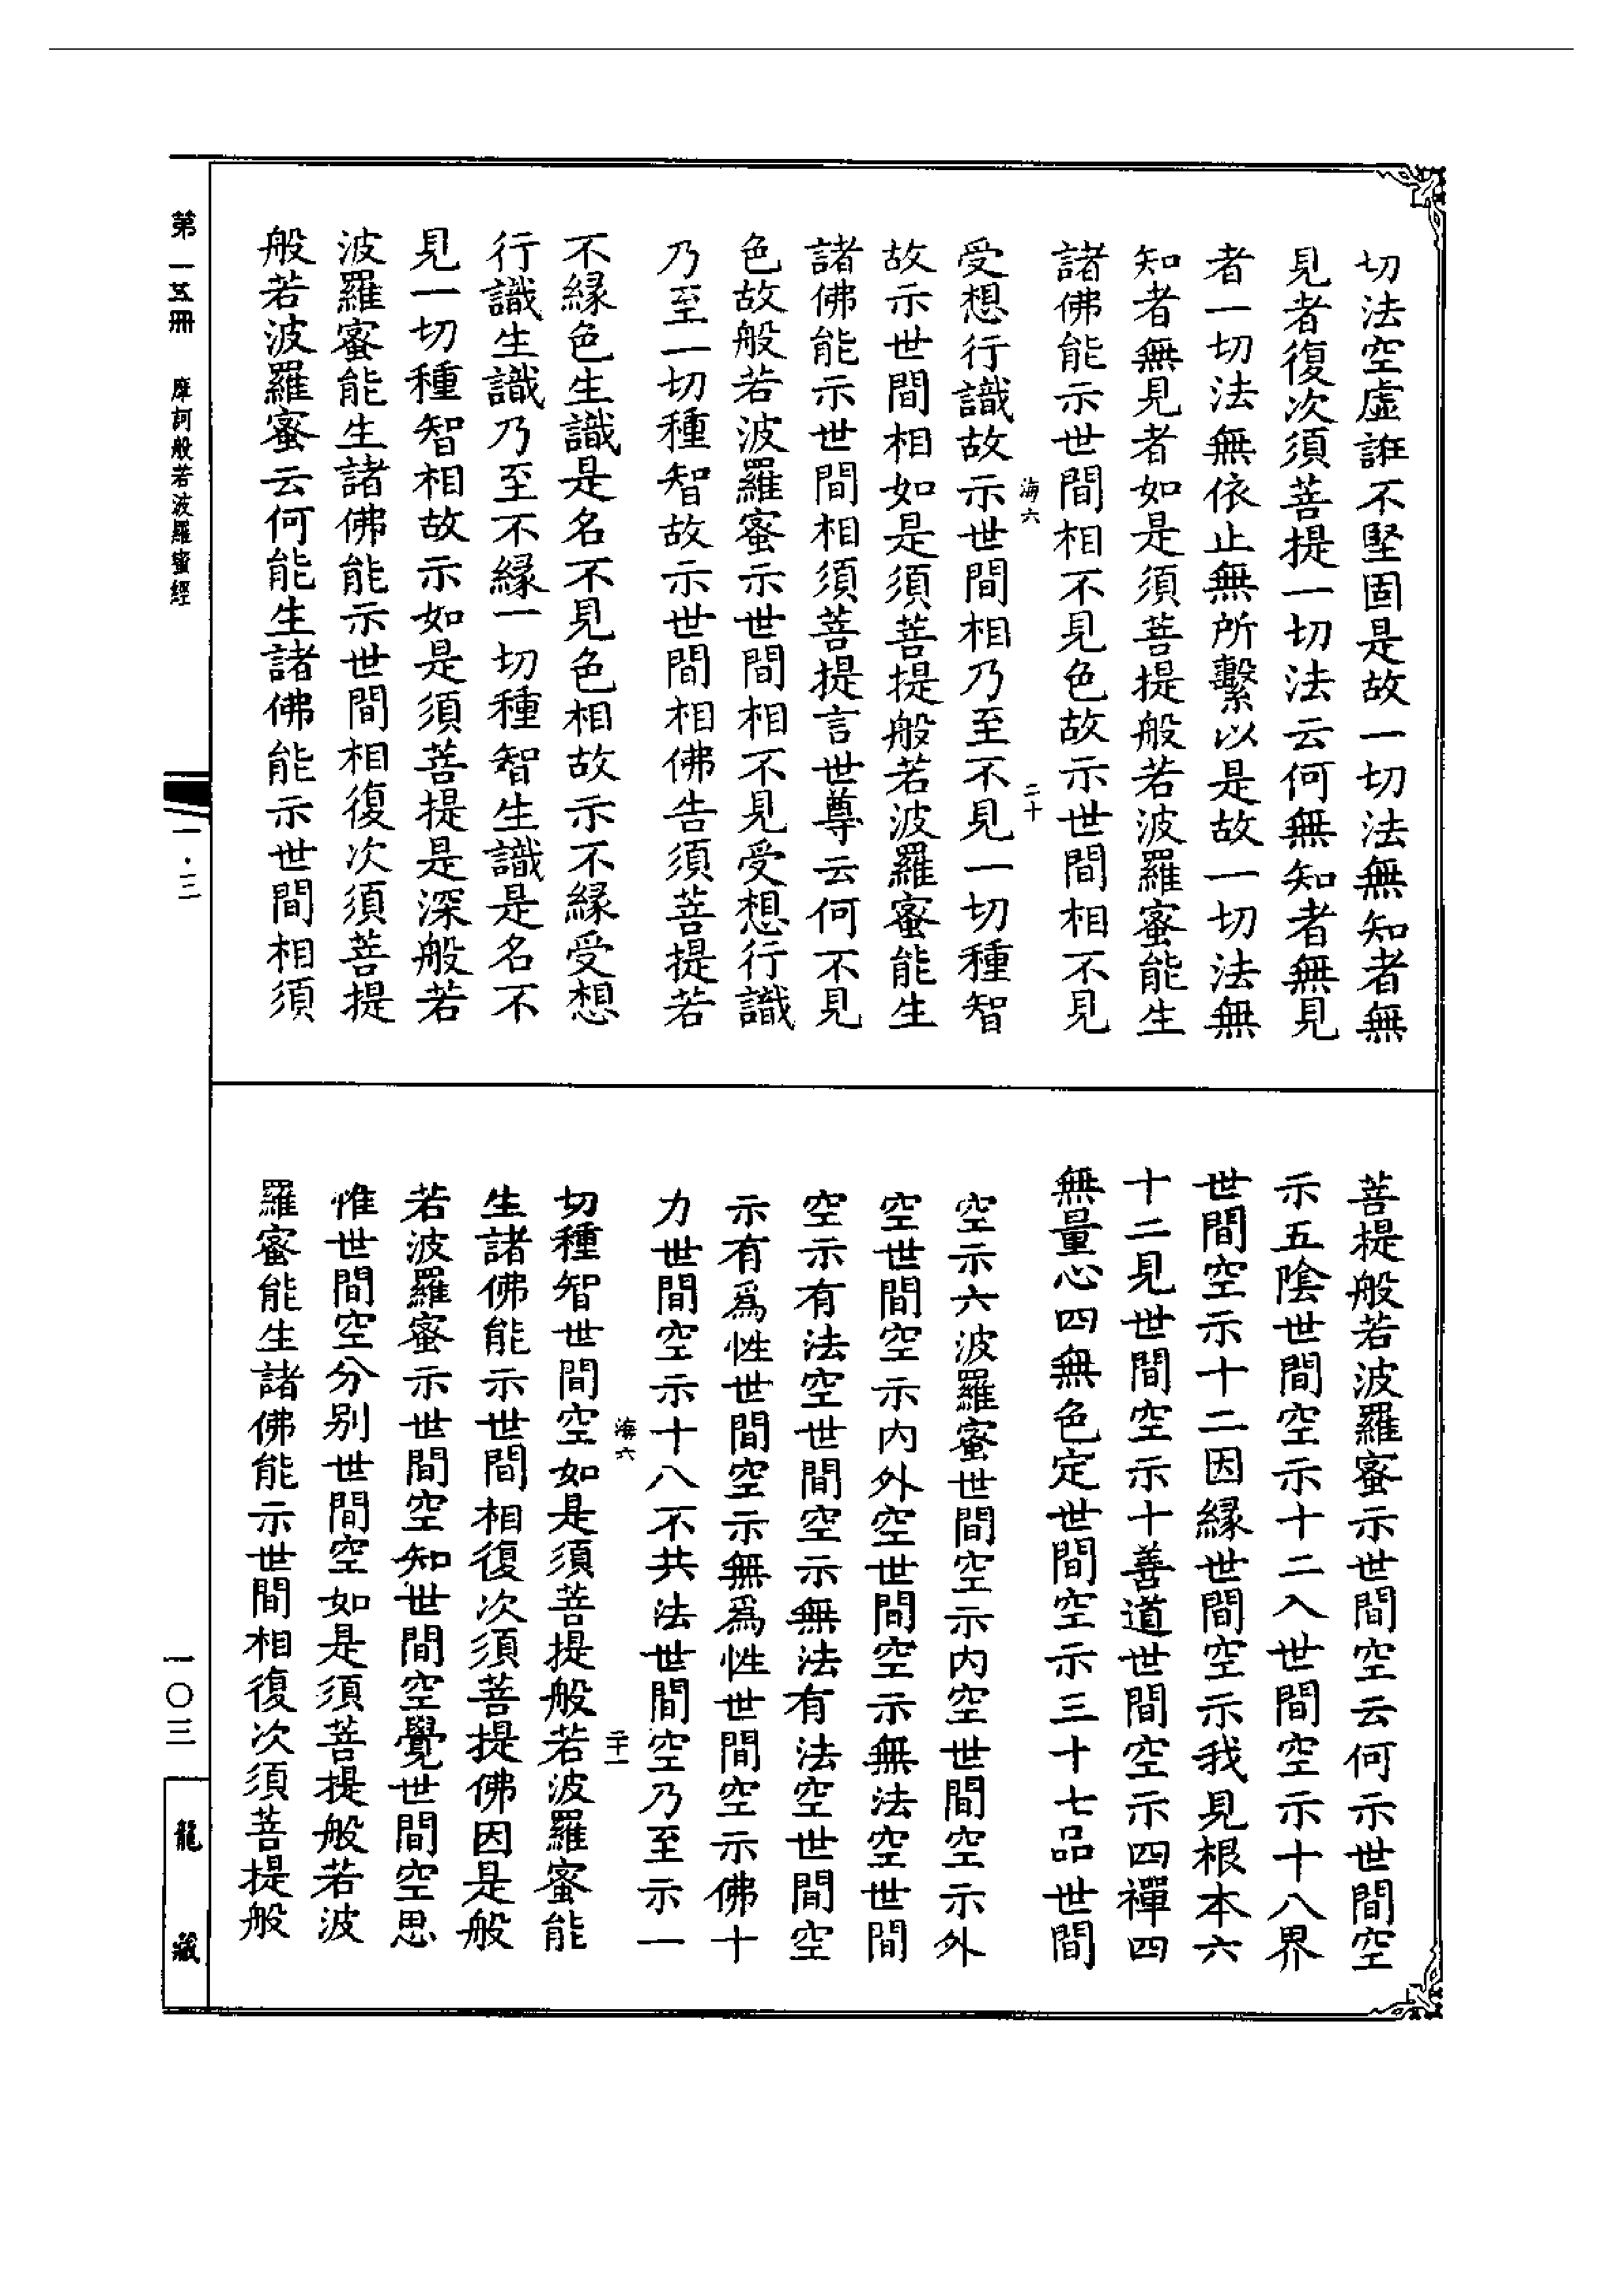 切法空虛誑不堅固是故一切法無知者無
見者復次須菩提一切法云何無知者無見
者一切法無依止無所繫以是故一切法無
知者無見者如是須菩提般若波羅蜜能生
諸佛能示世間相不見色故示世間相不見
海六 二十
受想行識故示世間相乃至不見一切種智
故示世間相如是須菩提般若波羅蜜能生
諸佛能示世間相須菩提言世尊云何不見
色故般若波羅蜜示世間相不見受想行識
乃至一切種智故示世間相佛告須菩提若
不緣色生識是名不見色相故示不緣受想
行識生識乃至不緣一切種智生識是名不
見一切種智相故示如是須菩提是深般若
波羅蜜能生諸佛能示世間相復次須菩提
般若波羅蜜云何能生諸佛能示世間相須
菩提般若波羅蜜示世間空云何示世間空
示五陰世間空示十二入世間空示十八界
世間空示十二因緣世間空示我見根本六
十二見世間空示十善道世間空示四禪四
無量心四無色定世間空示三十七品世間
空示六波羅蜜世間空示内空世間空示外
空世間空示内外空世間空示無法空世間
空示有法空世間空示無法有法空世間空
示有爲性世間空示無爲性世間空示佛十
力世間空示十八不共法世間空乃至示一
海六 二十一
切種智世間空如是須菩提般若波羅蜜能
生諸佛能示世間相復次須菩提佛因是般
若波羅蜜示世間空知世間空覺世間空思
惟世間空分別世間空如是須菩提般若波
羅蜜能生諸佛能示世間相復次須菩提般
第一五冊 摩訶般若波羅蜜經
一·二
一〇三
龍藏